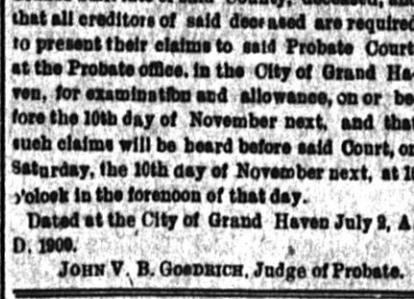 that all creditors of said deceased are required
to present their claims to said Probate Court
at the Probate office, in the City of Grand Ha-
ven, for examination and allowance, on or be-
fore the 10th day of November next, and that
such claims will be heard before said Court, on
Saturday, the 10th day of November next, at 10
o'clock in the forenoon of that day.
Dated at the City of Grand Haven July 9, A.
D. 1900.
JOHN V. B. GOODRICH, Judge of Probate.